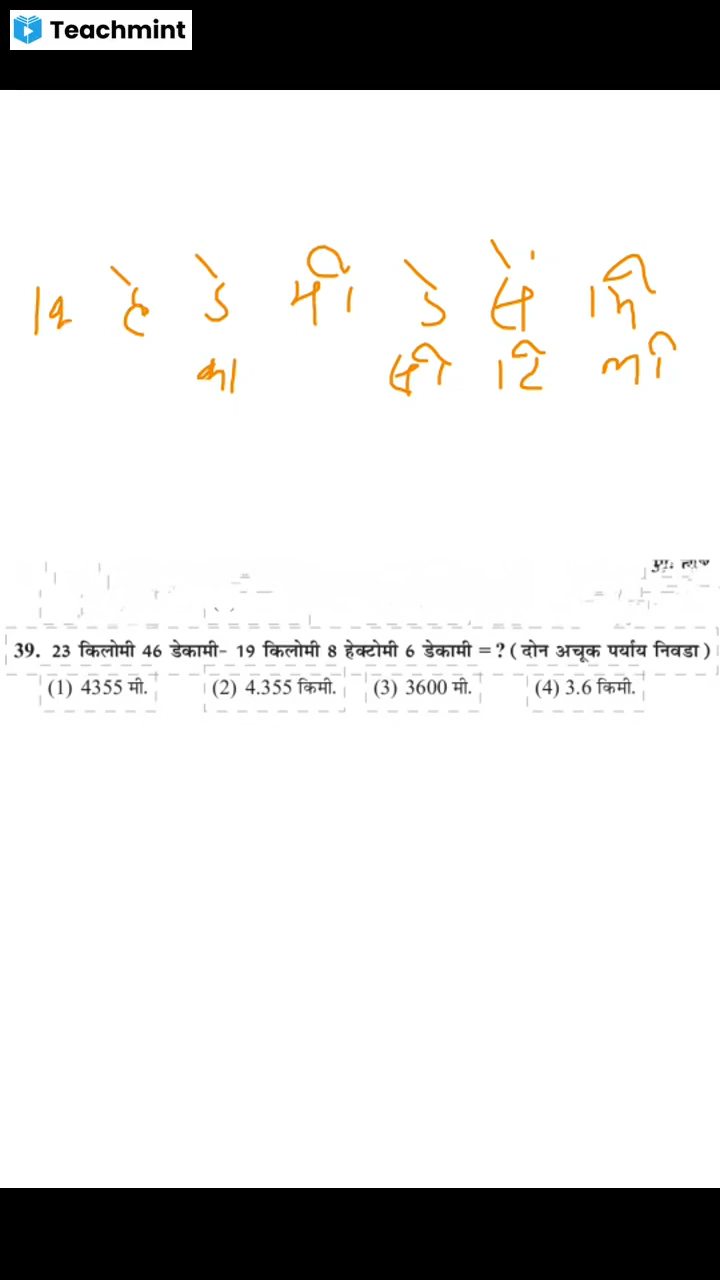 Teachmint
कि हे डे मी डे सें मि
का सी टि ली
39. 23 किलोमी 46 डेकामी- 19 किलोमी 8 हेक्टोमी 6 डेकामी = ? ( दोन अचूक पर्याय निवडा )
(1) 4355 मी. (2) 4.355 किमी. (3) 3600 मी. (4) 3.6 किमी.